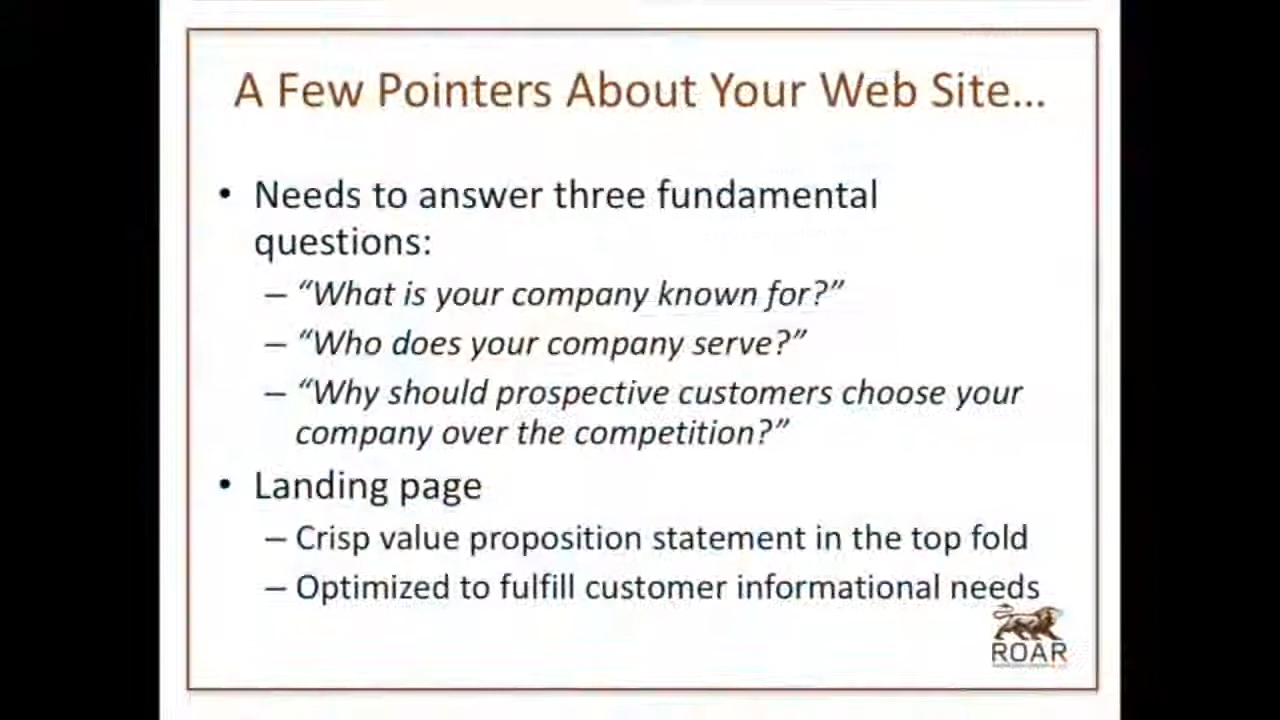 A Few Pointers About Your Web Site...
• Needs to answer three fundamental
questions:
– “What is your company known for?”
– “Who does your company serve?”
– “Why should prospective customers choose your
company over the competition?”
• Landing page
– Crisp value proposition statement in the top fold
– Optimized to fulfill customer informational needs
ROAR